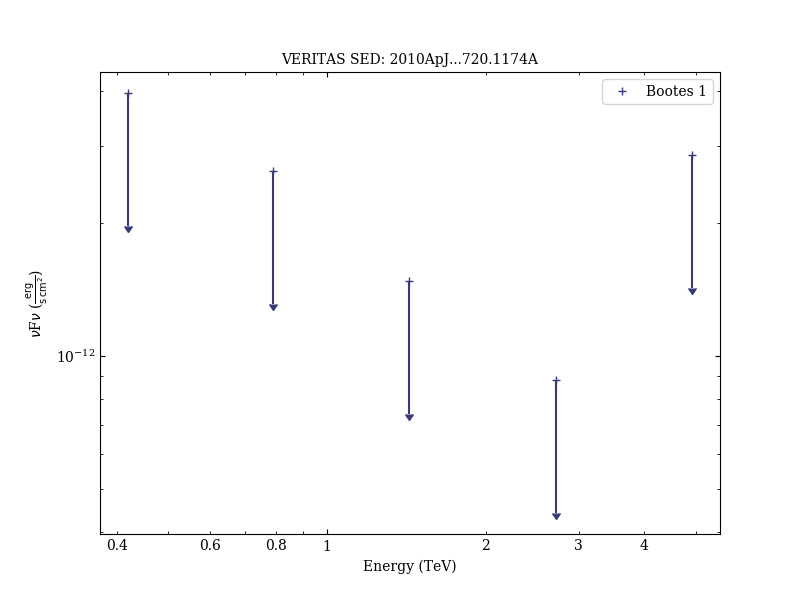 VERITAS SED: 2010ApJ...720.1174A
Bootes 1
νFν (erg / s cm²)
10⁻¹²
0.4 0.6 0.8 1 2 3 4
Energy (TeV)